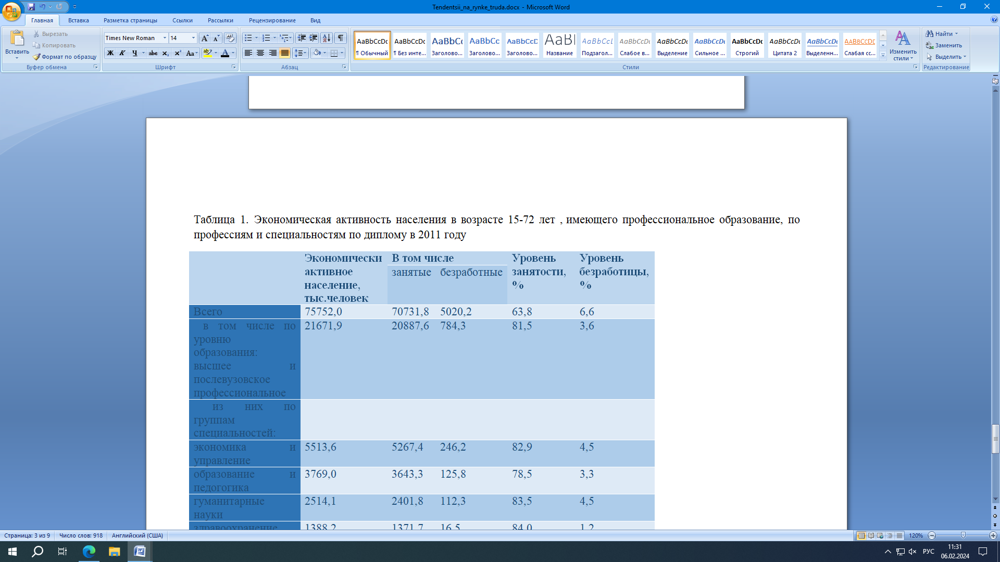 Tendentsii_na_rynke_truda.docx - Microsoft Word
Главная Вставка Разметка страницы Ссылки Рассылки Рецензирование Вид
Вставить
Вырезать
Копировать
Формат по образцу
Буфер обмена
Times New Roman 14
Шрифт
Абзац
AaBbCcDc AaBbCcDc AaBbCc AaBbCc AaBbCcD AaBl AaBbCcL AaBbCcDc AaBbCcDc AaBbCcDc AaBbCcDc AaBbCcDc AaBbCcDc AABBCCDD
¶ Обычный ¶ Без инте... Заголово... Заголово... Заголово... Название Подзагол... Слабое в... Выделение Сильное ... Строгий Цитата 2 Выделенн... Слабая сс...
Стили
Изменить
стили
Найти
Заменить
Выделить
Редактирование
Таблица 1. Экономическая активность населения в возрасте 15-72 лет , имеющего профессиональное образование, по
профессиям и специальностям по диплому в 2011 году
Экономически В том числе Уровень Уровень
активное занятые безработные занятости, безработицы,
население, % %
тыс.человек
Всего 75752,0 70731,8 5020,2 63,8 6,6
в том числе по 21671,9 20887,6 784,3 81,5 3,6
уровню
образования:
высшее и
послевузовское
профессиональное
из них по
группам
специальностей:
экономика и 5513,6 5267,4 246,2 82,9 4,5
управление
образование и 3769,0 3643,3 125,8 78,5 3,3
педогогика
гуманитарные 2514,1 2401,8 112,3 83,5 4,5
науки
здравоохранение 1388,2 1371,7 16,5 84,0 1,2
Страница: 3 из 9 Число слов: 918 Английский (США) 120%
РУС 11:31
06.02.2024